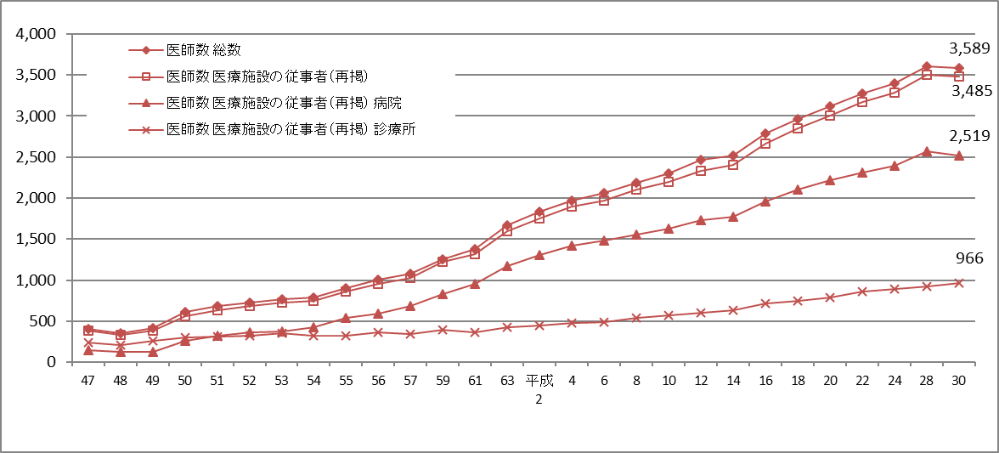 4,000
3,500
3,000
2,500
2,000
1,500
1,000
500
0
医師数 総数
医師数 医療施設の従事者(再掲)
医師数 医療施設の従事者(再掲) 病院
医師数 医療施設の従事者(再掲) 診療所
3,589
3,485
2,519
966
47 48 49 50 51 52 53 54 55 56 57 59 61 63 平成 4 6 8 10 12 14 16 18 20 22 24 28 30
2